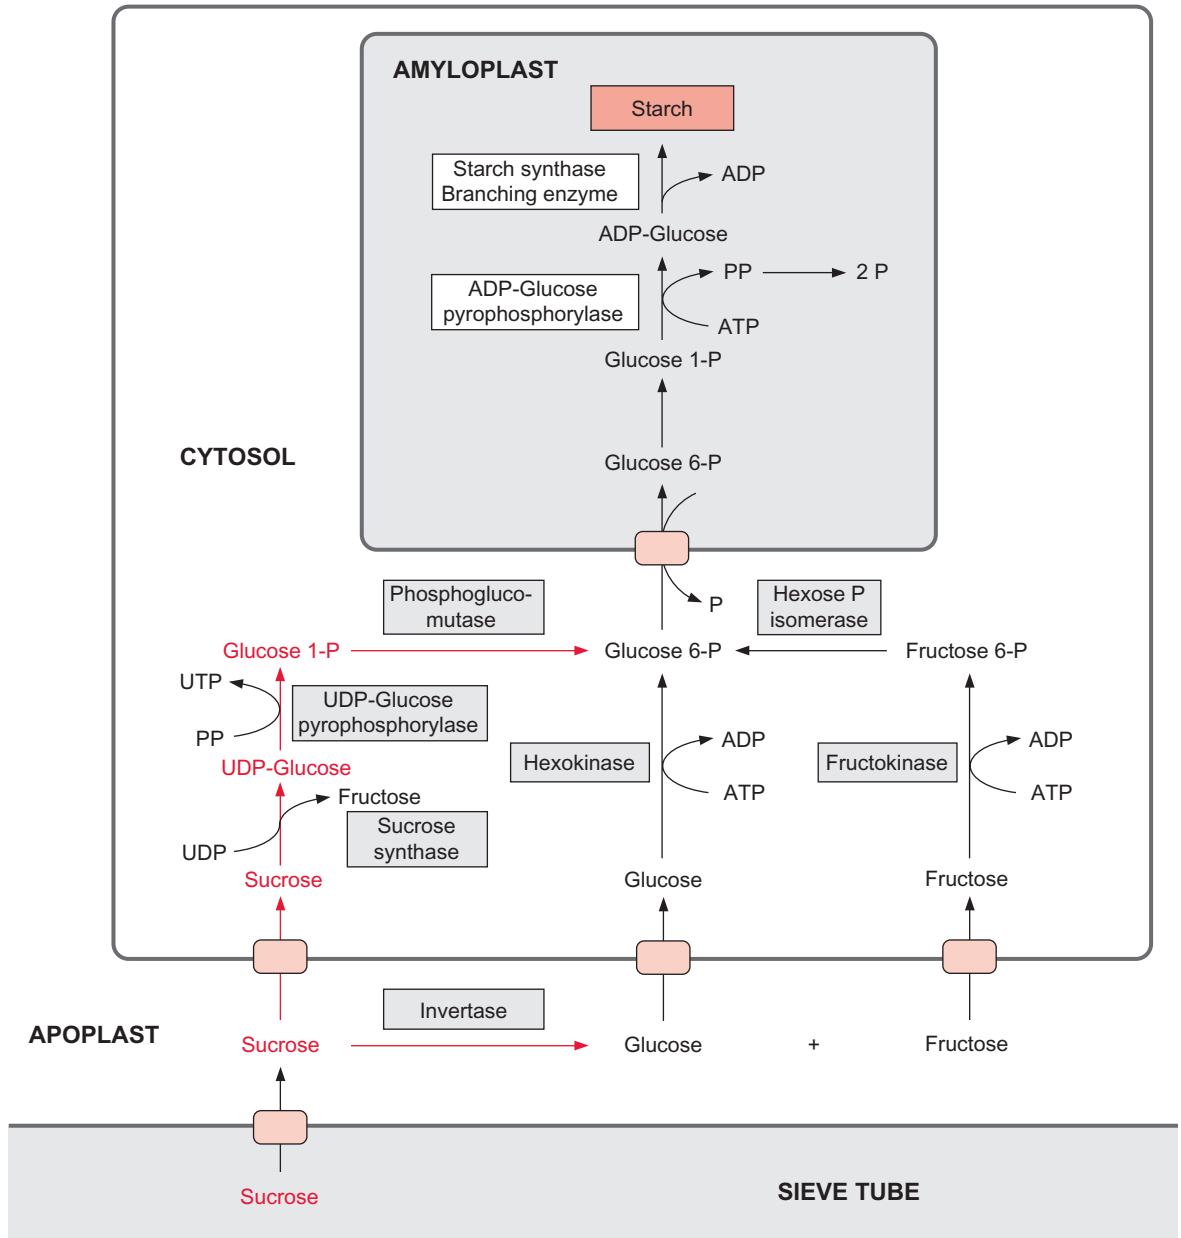 AMYLOPLAST
Starch
Starch synthase
Branching enzyme
ADP
ADP-Glucose
ADP-Glucose
pyrophosphorylase
PP
2 P
ATP
Glucose 1-P
CYTOSOL
Glucose 6-P
P
Phosphogluco-
mutase
Hexose P
isomerase
Glucose 1-P
Glucose 6-P
Fructose 6-P
UTP
UDP-Glucose
pyrophosphorylase
PP
UDP-Glucose
Hexokinase
ADP
ATP
Fructokinase
ADP
ATP
Fructose
Sucrose
synthase
UDP
Sucrose
Glucose
Fructose
Invertase
APOPLAST
Sucrose
Glucose
+
Fructose
Sucrose
SIEVE TUBE